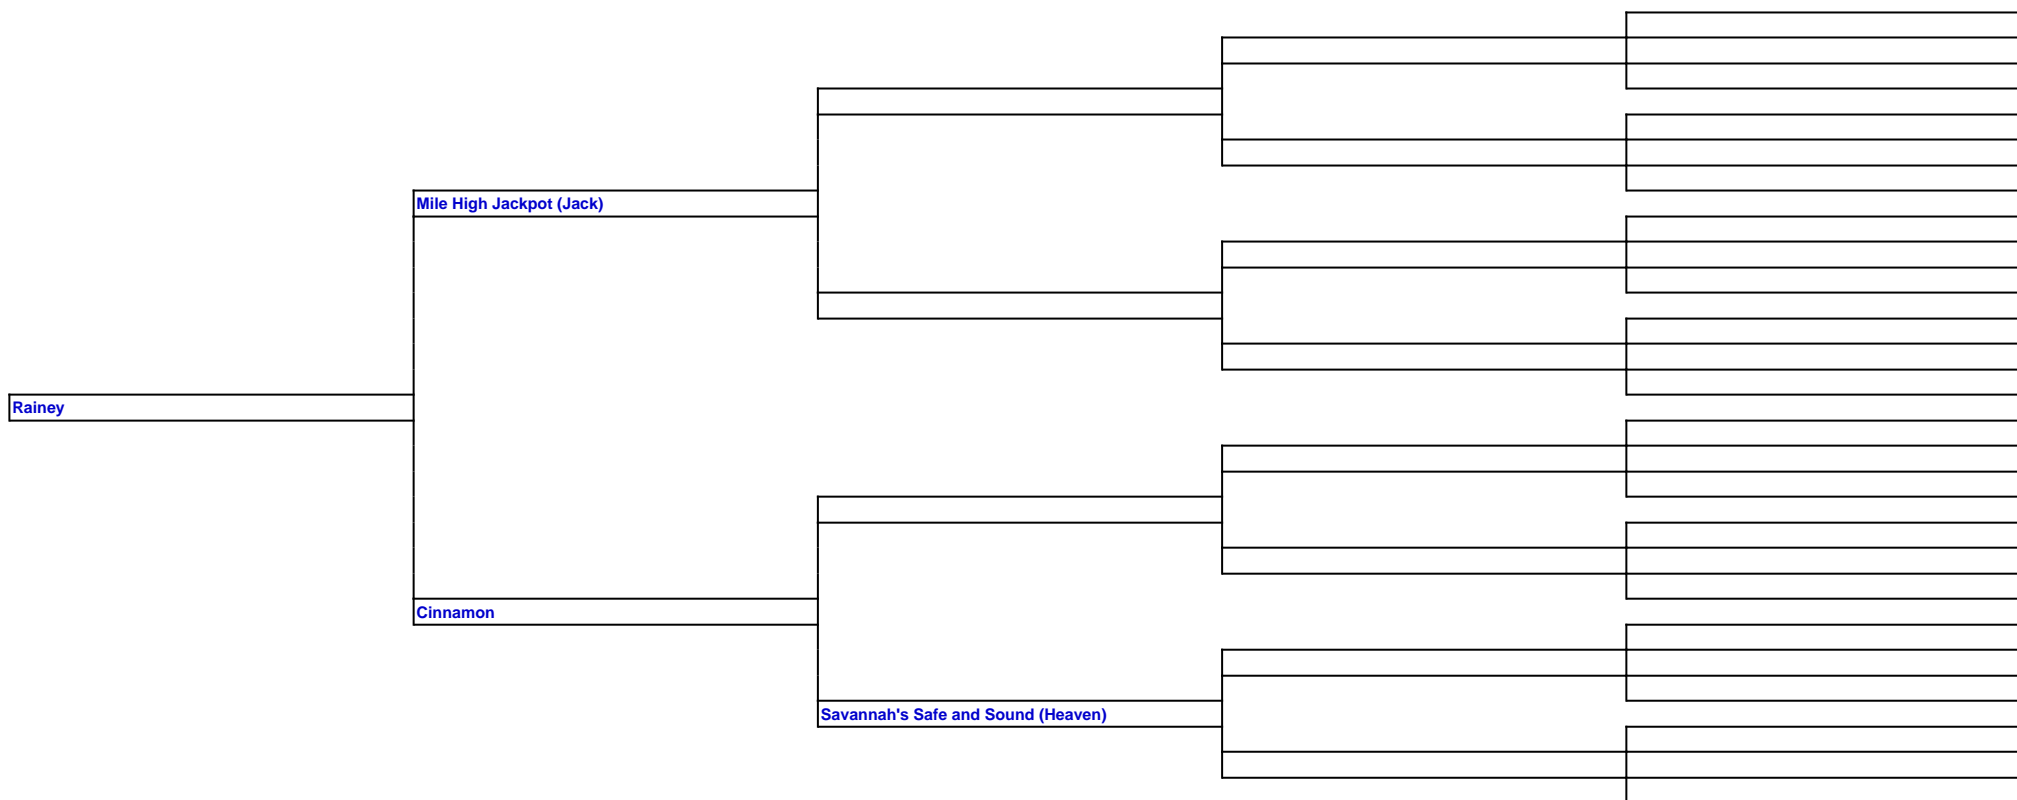 Mile High Jackpot (Jack)
Rainey
Cinnamon
Savannah's Safe and Sound (Heaven)